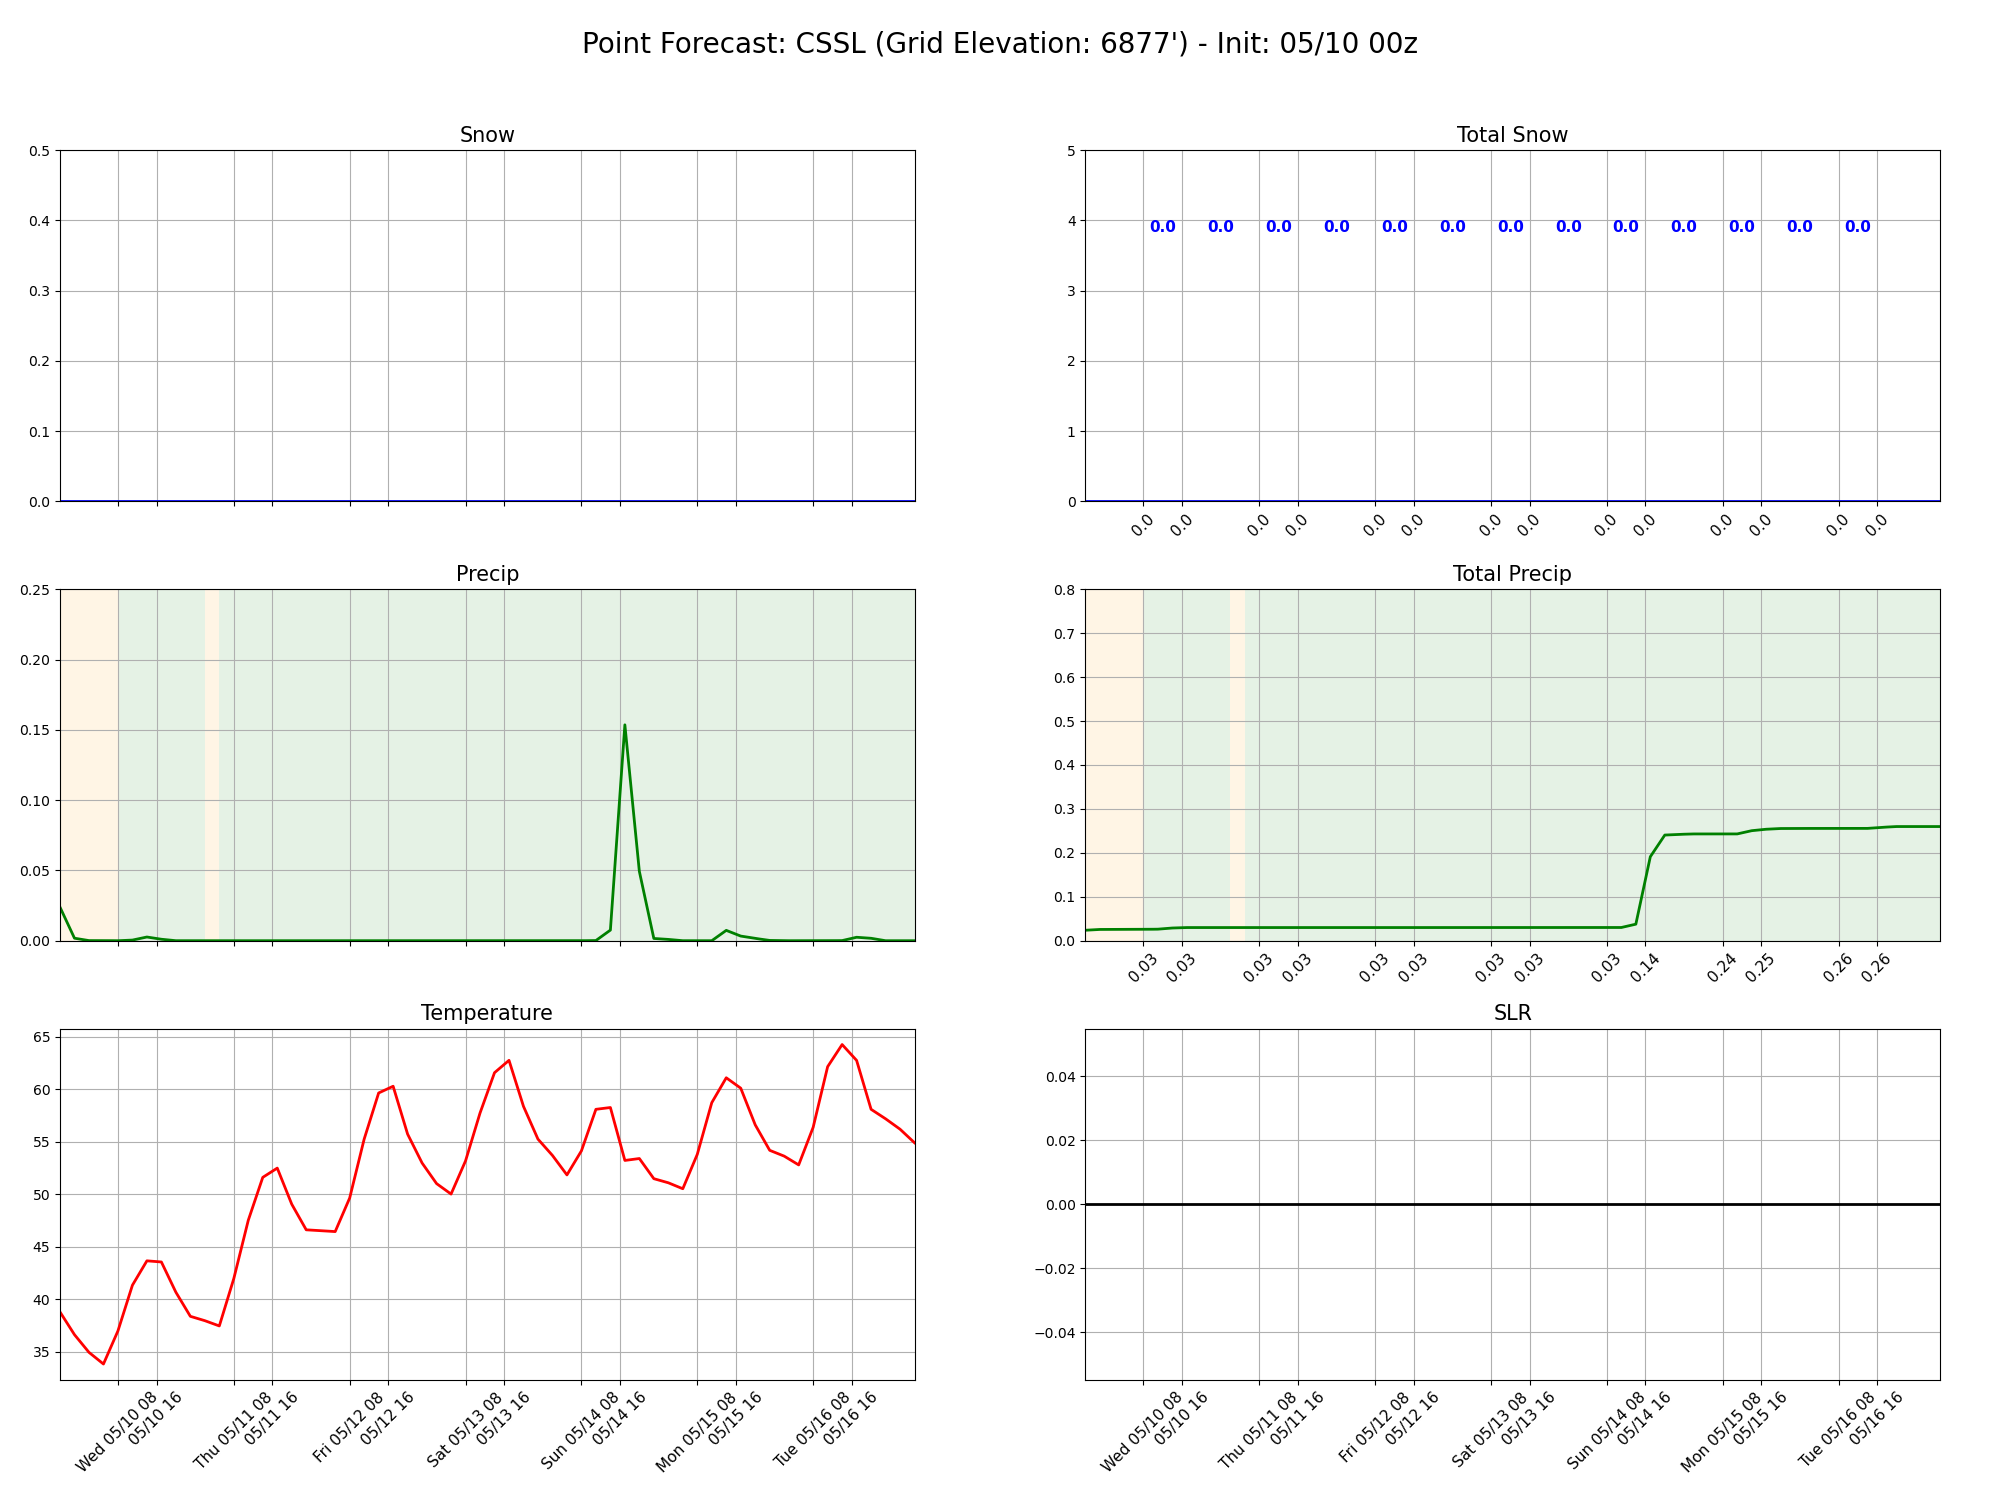 Point Forecast: CSSL (Grid Elevation: 6877') - Init: 05/10 00z
Snow
0.5
0.4
0.3
0.2
0.1
0.0
Total Snow
5
4
3
2
1
0
0.0 0.0 0.0 0.0 0.0 0.0 0.0 0.0 0.0 0.0 0.0 0.0 0.0
0.0 0.0 0.0 0.0 0.0 0.0 0.0 0.0 0.0 0.0 0.0 0.0 0.0 0.0
Precip
0.25
0.20
0.15
0.10
0.05
0.00
Total Precip
0.8
0.7
0.6
0.5
0.4
0.3
0.2
0.1
0.0
0.03 0.03 0.03 0.03 0.03 0.03 0.03 0.03 0.03 0.14 0.24 0.25 0.26 0.26
Temperature
65
60
55
50
45
40
35
Wed 05/10 08
05/10 16
Thu 05/11 08
05/11 16
Fri 05/12 08
05/12 16
Sat 05/13 08
05/13 16
Sun 05/14 08
05/14 16
Mon 05/15 08
05/15 16
Tue 05/16 08
05/16 16
SLR
0.04
0.02
0.00
−0.02
−0.04
Wed 05/10 08
05/10 16
Thu 05/11 08
05/11 16
Fri 05/12 08
05/12 16
Sat 05/13 08
05/13 16
Sun 05/14 08
05/14 16
Mon 05/15 08
05/15 16
Tue 05/16 08
05/16 16